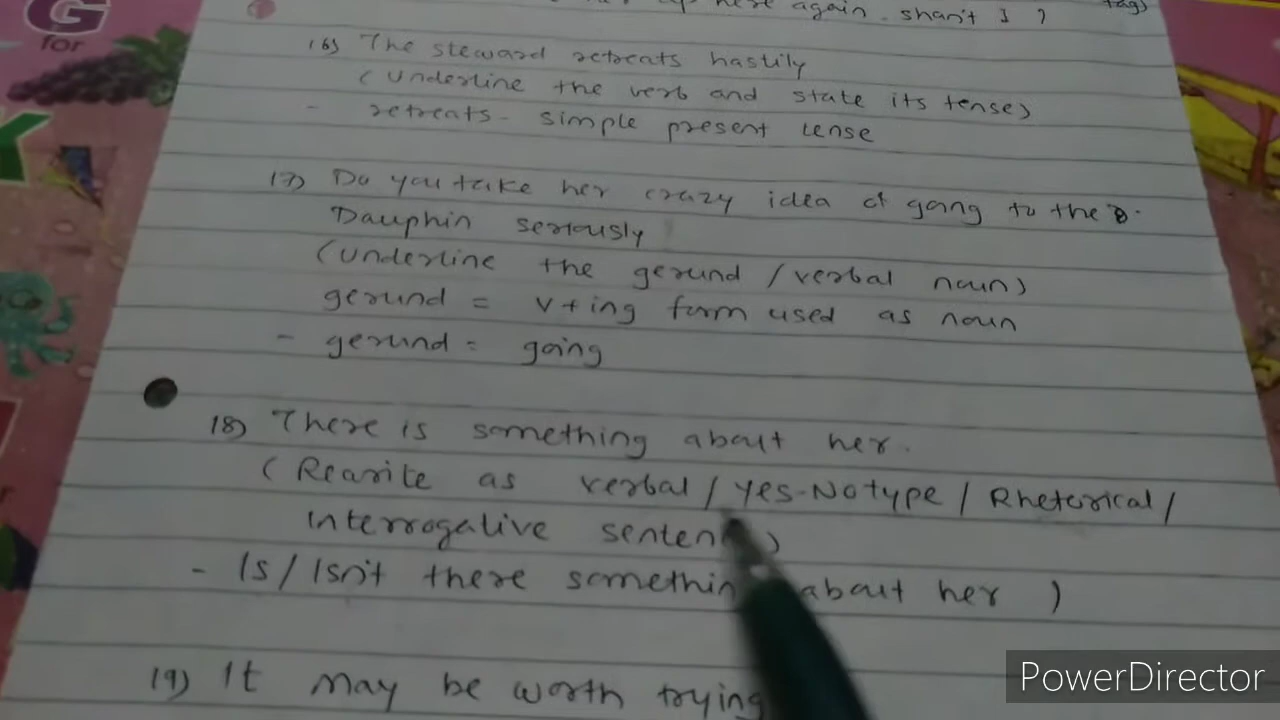 G
for
again. shan't I ?
tag)
16) The steward retreats hastily
(underline the verb and state its tense)
- retreats - simple present tense
17) Do you take her crazy idea of going to the D.
Dauphin seriously
(underline the gerund / verbal noun)
gerund = v+ing form used as noun
- gerund = going
18) There is something about her.
(Rewrite as verbal / Yes-No type / Rhetorical /
Interrogative senten )
- Is / Isn't there somethin about her )
19) It may be worth trying
PowerDirector